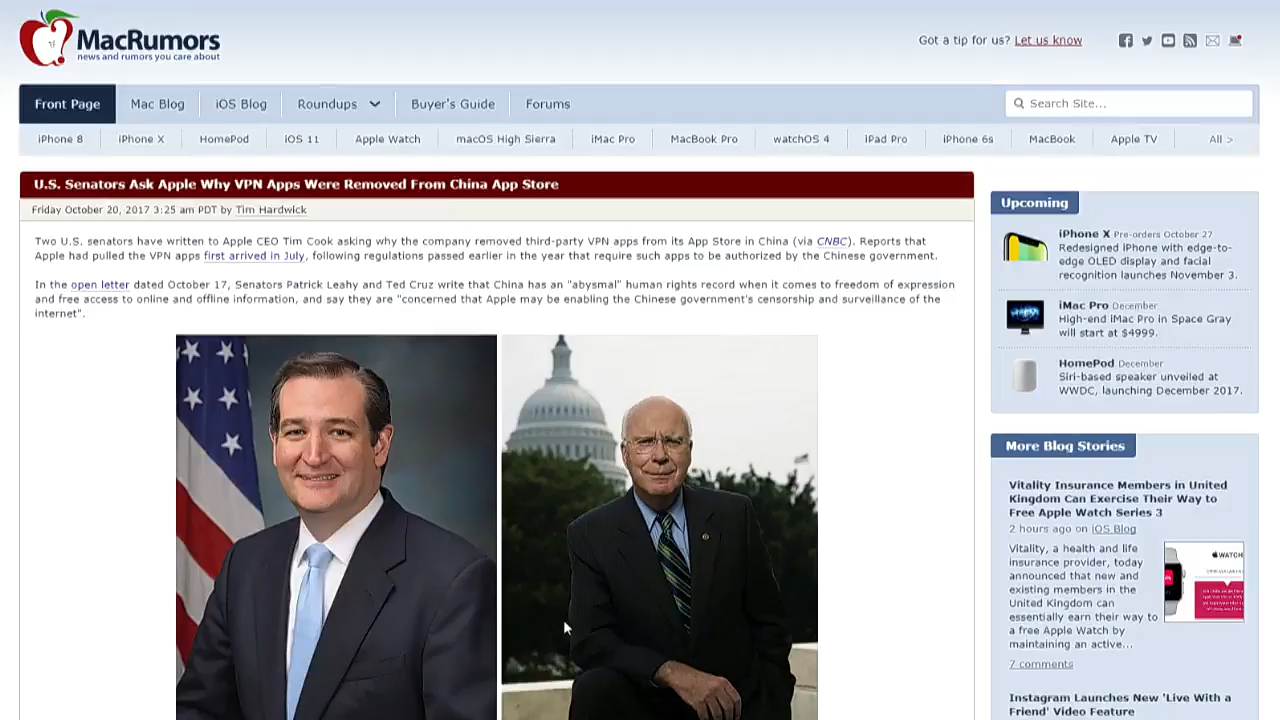 MacRumors
news and rumors you care about
Got a tip for us? Let us know
Front Page Mac Blog iOS Blog Roundups Buyer's Guide Forums Search Site...
iPhone 8 iPhone X HomePod iOS 11 Apple Watch macOS High Sierra iMac Pro MacBook Pro watchOS 4 iPad Pro iPhone 6s MacBook Apple TV All >
U.S. Senators Ask Apple Why VPN Apps Were Removed From China App Store
Friday October 20, 2017 3:25 am PDT by Tim Hardwick
Two U.S. senators have written to Apple CEO Tim Cook asking why the company removed third-party VPN apps from its App Store in China (via CNBC). Reports that
Apple had pulled the VPN apps first arrived in July, following regulations passed earlier in the year that require such apps to be authorized by the Chinese government.
In the open letter dated October 17, Senators Patrick Leahy and Ted Cruz write that China has an "abysmal" human rights record when it comes to freedom of expression
and free access to online and offline information, and say they are "concerned that Apple may be enabling the Chinese government's censorship and surveillance of the
internet".
Upcoming
iPhone X Pre-orders October 27
Redesigned iPhone with edge-
edge OLED display and facial
recognition launches November 3.
iMac Pro December
High-end iMac Pro in Space Gray
will start at $4999.
HomePod December
Siri-based speaker unveiled at
WWDC, launching December 2017.
More Blog Stories
Vitality Insurance Members in United
Kingdom Can Exercise Their Way to
Free Apple Watch Series 3
2 hours ago on iOS Blog
Vitality, a health and life
insurance provider, today
announced that new and
existing members in the
United Kingdom can
essentially earn their way to
a free Apple Watch by
maintaining an active...
WATCH
7 comments
Instagram Launches New 'Live With a
Friend' Video Feature